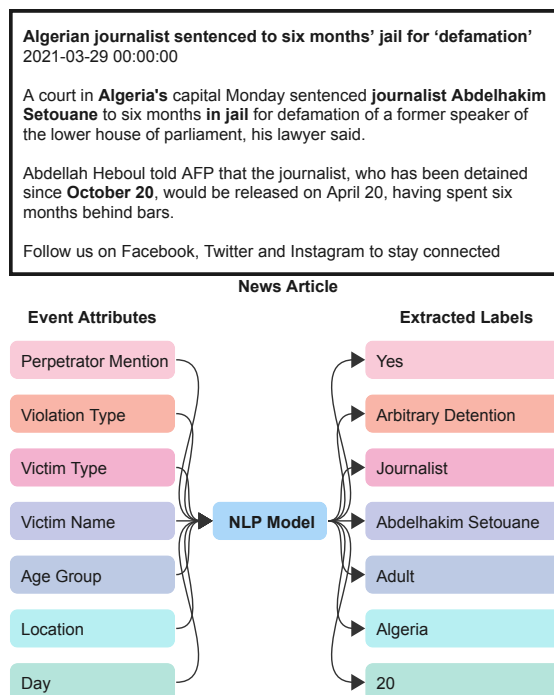 Algerian journalist sentenced to six months’ jail for ‘defamation’
2021-03-29 00:00:00
A court in Algeria's capital Monday sentenced journalist Abdelhakim
Setouane to six months in jail for defamation of a former speaker of
the lower house of parliament, his lawyer said.
Abdellah Heboul told AFP that the journalist, who has been detained
since October 20, would be released on April 20, having spent six
months behind bars.
Follow us on Facebook, Twitter and Instagram to stay connected
News Article
Event Attributes
Extracted Labels
Perpetrator Mention
Yes
Violation Type
Arbitrary Detention
Victim Type
Journalist
Victim Name
NLP Model
Abdelhakim Setouane
Age Group
Adult
Location
Algeria
Day
20